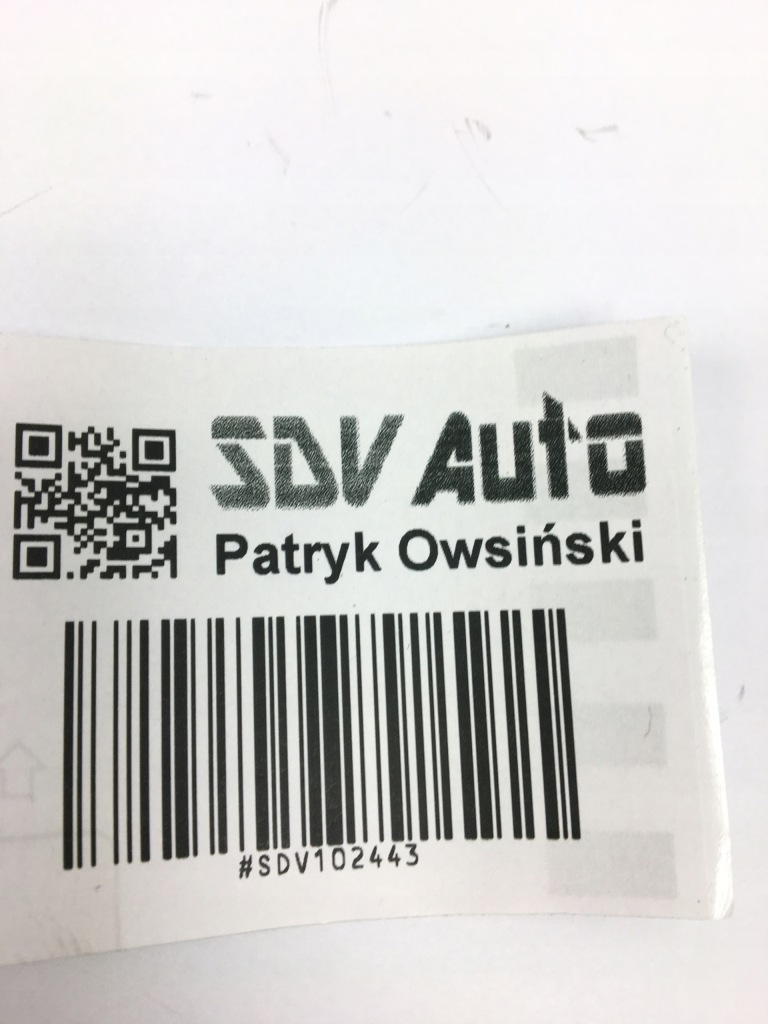 SDV Auto
Patryk Owsiński
#SDV102443